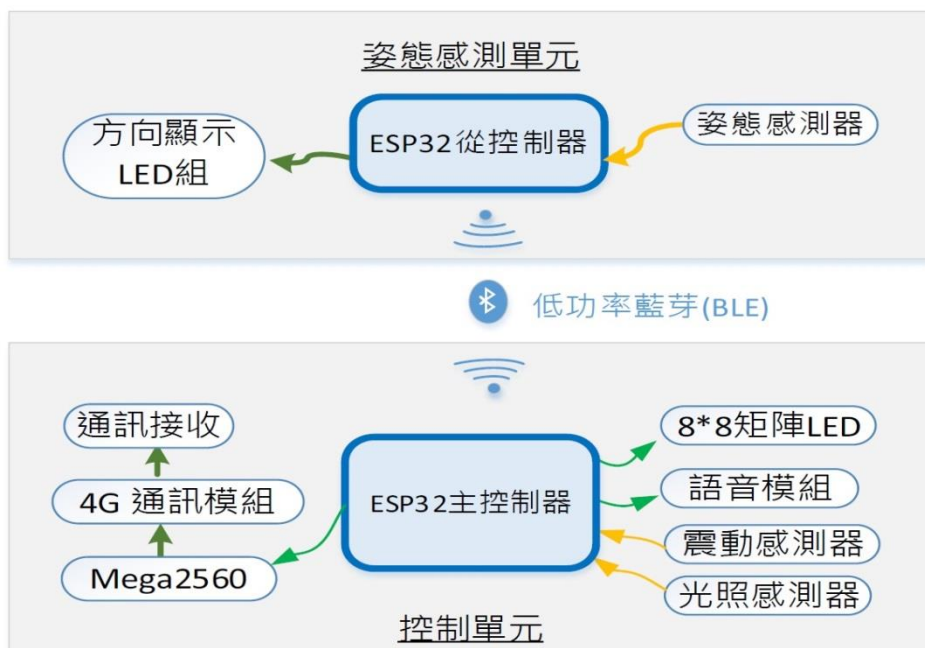 姿態感測單元
方向顯示
LED組
ESP32從控制器
姿態感測器
低功率藍芽(BLE)
通訊接收
4G 通訊模組
Mega2560
ESP32主控制器
8*8矩陣LED
語音模組
震動感測器
光照感測器
控制單元